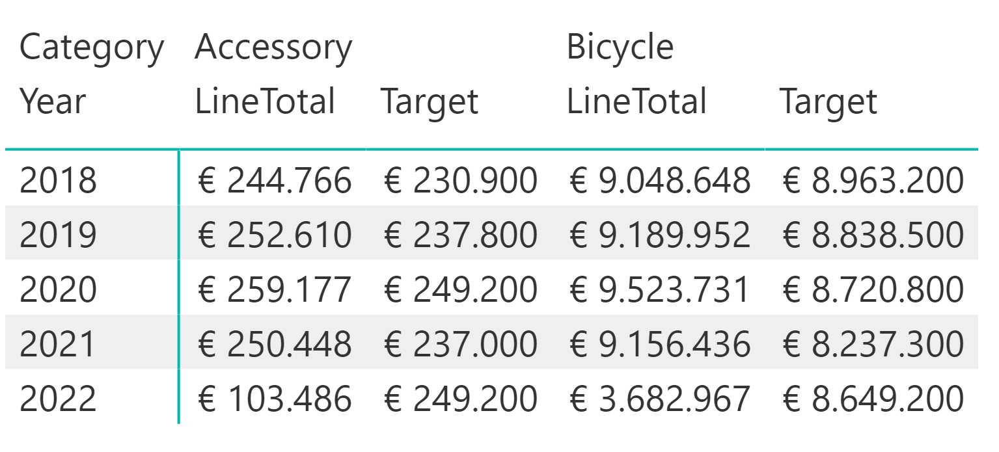 Category Accessory Bicycle
Year LineTotal Target LineTotal Target
2018 € 244.766 € 230.900 € 9.048.648 € 8.963.200
2019 € 252.610 € 237.800 € 9.189.952 € 8.838.500
2020 € 259.177 € 249.200 € 9.523.731 € 8.720.800
2021 € 250.448 € 237.000 € 9.156.436 € 8.237.300
2022 € 103.486 € 249.200 € 3.682.967 € 8.649.200